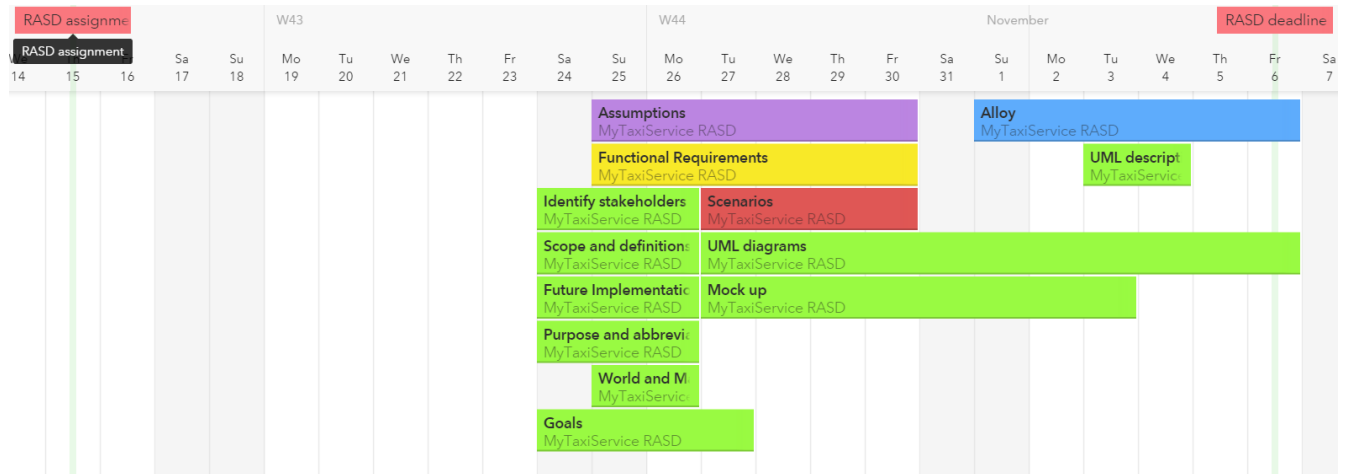 RASD assignme
W43
W44
November
RASD deadline
RASD assignment
We Th Fr Sa Su Mo Tu We Th Fr Sa Su Mo Tu We Th Fr Sa Su Mo Tu We Th Fr Sa
14 15 16 17 18 19 20 21 22 23 24 25 26 27 28 29 30 31 1 2 3 4 5 6 7
Assumptions
MyTaxiService RASD
Alloy
MyTaxiService RASD
Functional Requirements
MyTaxiService RASD
UML descript
MyTaxiServic
Identify stakeholders
MyTaxiService RASD
Scenarios
MyTaxiService RASD
Scope and definitions
MyTaxiService RASD
UML diagrams
MyTaxiService RASD
Future Implementatic
MyTaxiService RASD
Mock up
MyTaxiService RASD
Purpose and abbrevia
MyTaxiService RASD
World and Ma
MyTaxiService
Goals
MyTaxiService RASD